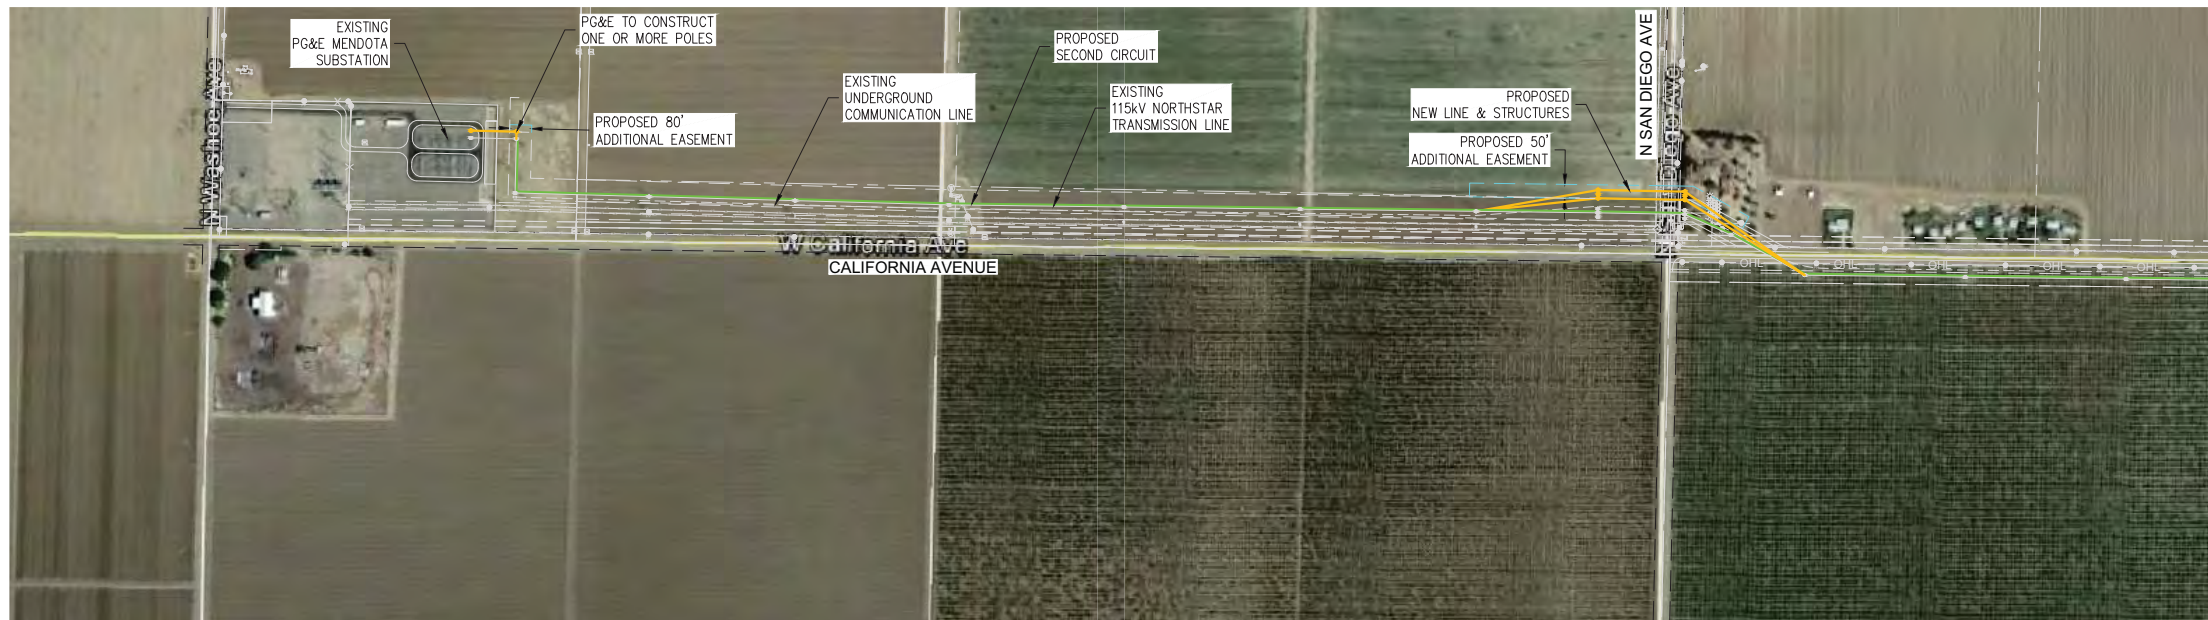 EXISTING
PG&E MENDOTA
SUBSTATION
PG&E TO CONSTRUCT
ONE OR MORE POLES
PROPOSED 80'
ADDITIONAL EASEMENT
EXISTING
UNDERGROUND
COMMUNICATION LINE
PROPOSED
SECOND CIRCUIT
EXISTING
115kV NORTHSTAR
TRANSMISSION LINE
PROPOSED
NEW LINE & STRUCTURES
PROPOSED 50'
ADDITIONAL EASEMENT
N SAN DIEGO AVE
Diego Ave
N Washoe Ave
W California Ave
CALIFORNIA AVENUE
OHL
OHL
OHL
OHL
OHL